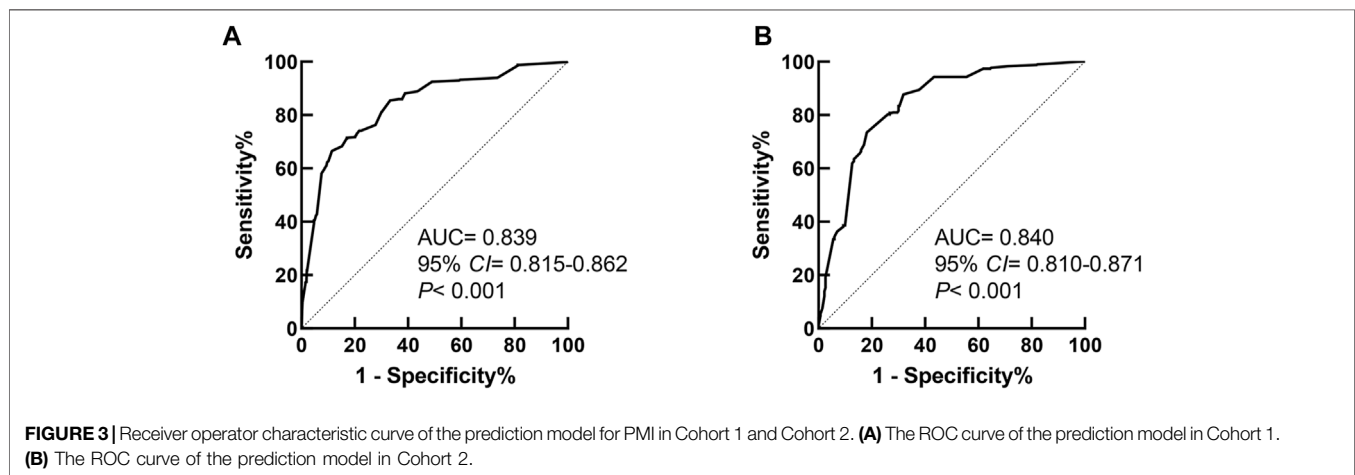 A
Sensitivity%
100
80
60
40
20
0
AUC= 0.839
95% CI= 0.815-0.862
P< 0.001
0 20 40 60 80 100
1 - Specificity%
B
Sensitivity%
100
80
60
40
20
0
AUC= 0.840
95% CI= 0.810-0.871
P< 0.001
0 20 40 60 80 100
1 - Specificity%
FIGURE 3 | Receiver operator characteristic curve of the prediction model for PMI in Cohort 1 and Cohort 2. (A) The ROC curve of the prediction model in Cohort 1.
(B) The ROC curve of the prediction model in Cohort 2.